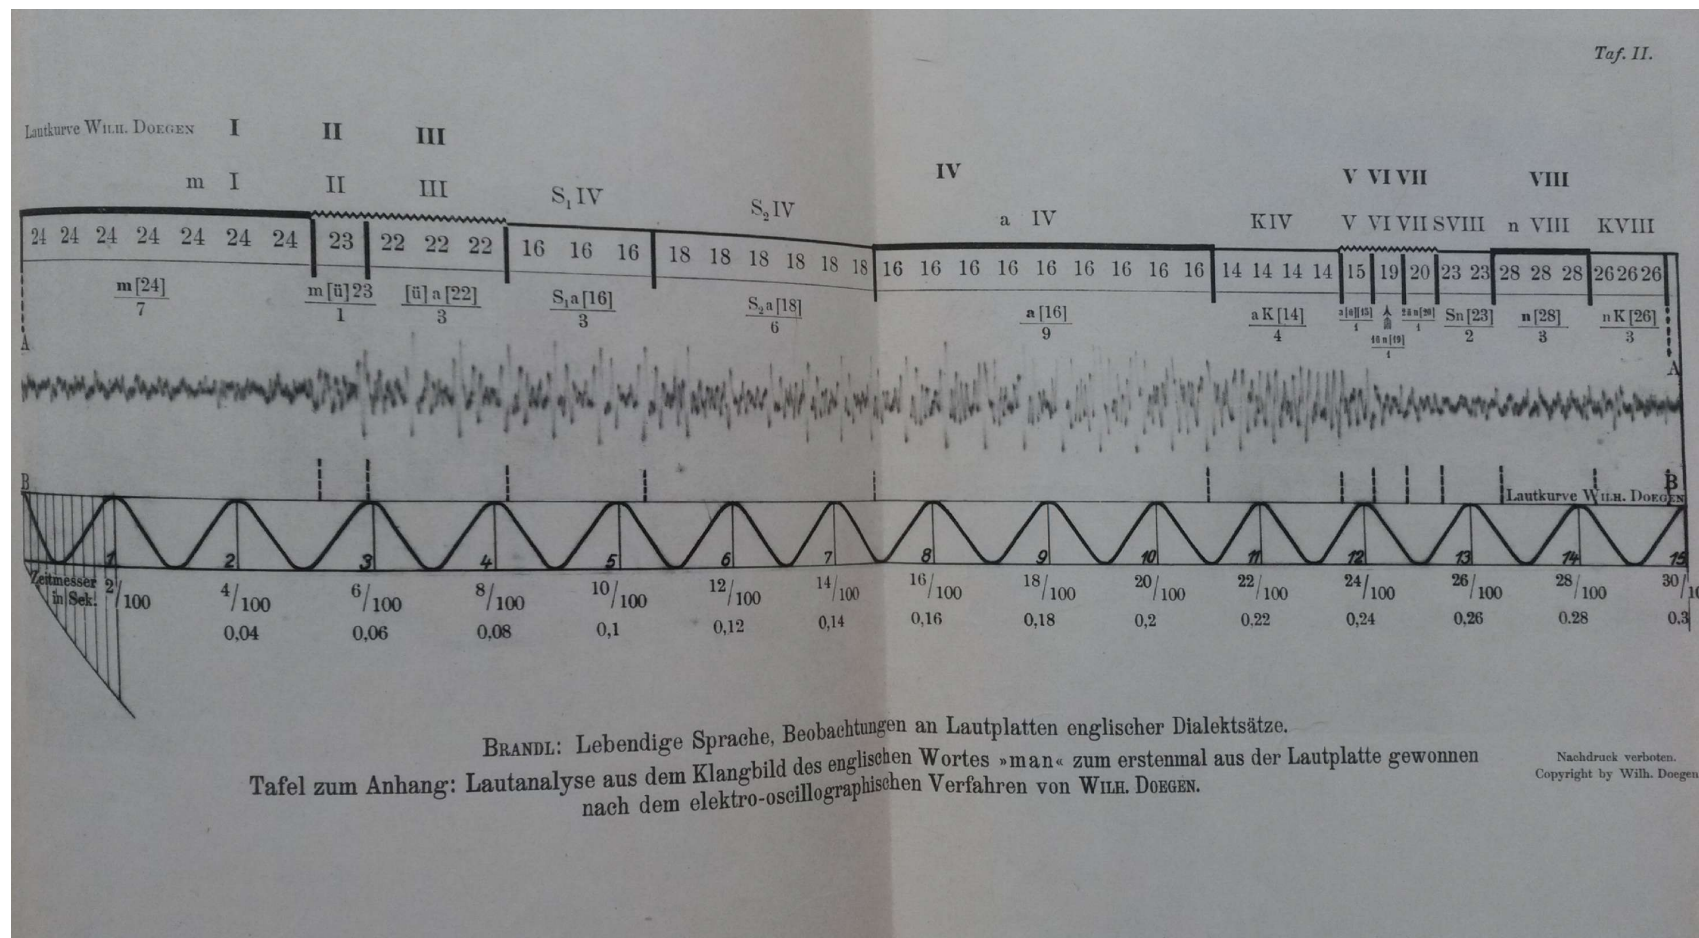 Taf. II.
Lautkurve WILH. DOEGEN I II III IV V VI VII VIII
m I II III S₁ IV S₂ IV a IV K IV V VI VII S VIII n VIII K VIII
24 24 24 24 24 24 24 23 22 22 22 16 16 16 18 18 18 18 18 18 16 16 16 16 16 16 16 16 16 14 14 14 14 15 19 20 23 23 28 28 28 26 26 26
m [24] m [ü] 23 [ü] a [22] S₁a [16] S₂a [18] a [16] a K [14] Sn [23] n [28] n K [26]
7 1 3 3 6 9 4 1 1 2 3 3
1
A A
B B
Lautkurve WILH. DOEGEN
1 2 3 4 5 6 7 8 9 10 11 12 13 14 15
Zeitmesser in Sek. 2/100 4/100 6/100 8/100 10/100 12/100 14/100 16/100 18/100 20/100 22/100 24/100 26/100 28/100 30/10
0,04 0,06 0,08 0,1 0,12 0,14 0,16 0,18 0,2 0,22 0,24 0,26 0.28 0.3
BRANDL: Lebendige Sprache, Beobachtungen an Lautplatten englischer Dialektsätze.
Tafel zum Anhang: Lautanalyse aus dem Klangbild des englischen Wortes »man« zum erstenmal aus der Lautplatte gewonnen
nach dem elektro-oscillographischen Verfahren von WILH. DOEGEN.
Nachdruck verboten.
Copyright by Wilh. Doegen